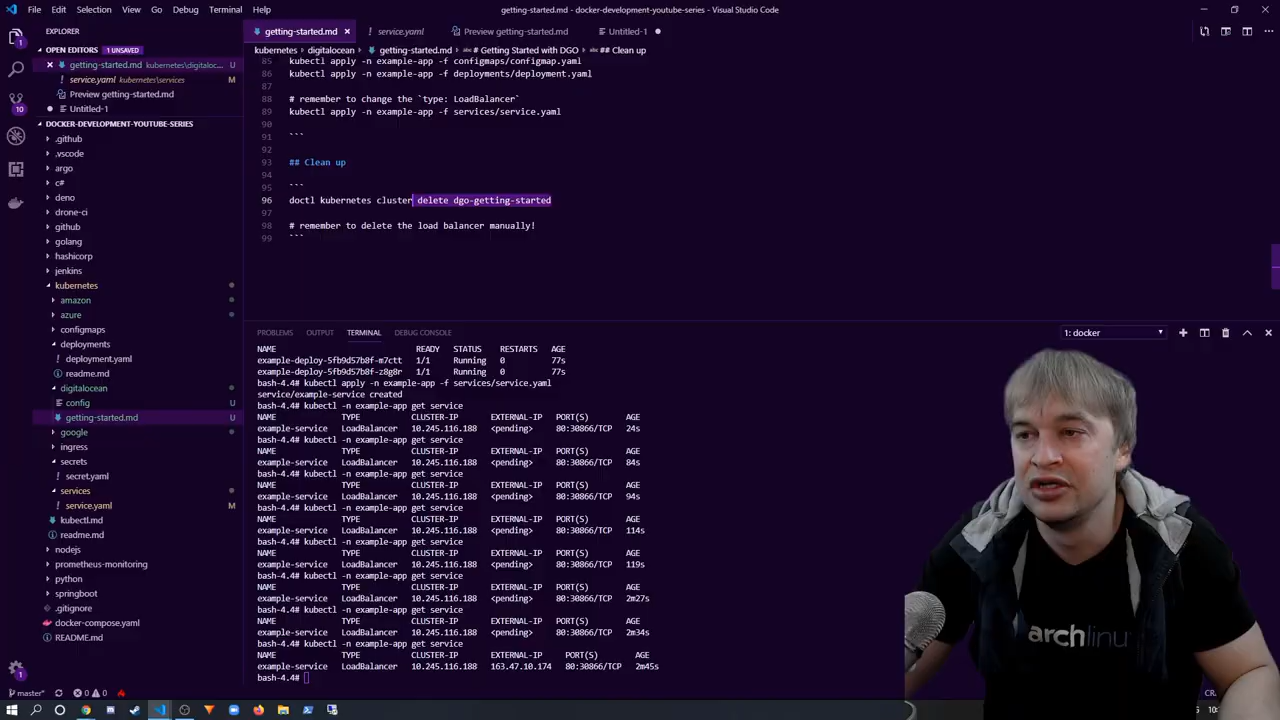 File Edit Selection View Go Debug Terminal Help
getting-started.md - docker-development-youtube-series - Visual Studio Code
EXPLORER
OPEN EDITORS 1 UNSAVED
getting-started.md kubernetes\digitaloc... U
service.yaml kubernetes\services M
Preview getting-started.md
Untitled-1
DOCKER-DEVELOPMENT-YOUTUBE-SERIES
.github
.vscode
argo
c#
deno
drone-ci
github
golang
hashicorp
jenkins
kubernetes
amazon
azure
configmaps
deployments
deployment.yaml
readme.md
digitalocean
config U
getting-started.md U
google
ingress
secrets
secret.yaml
services
service.yaml M
kubectl.md
readme.md
nodejs
prometheus-monitoring
python
springboot
.gitignore
docker-compose.yaml
README.md
getting-started.md service.yaml Preview getting-started.md Untitled-1
kubernetes > digitalocean > getting-started.md > # Getting Started with DGO > ## Clean up
85 kubectl apply -n example-app -f configmaps/configmap.yaml
86 kubectl apply -n example-app -f deployments/deployment.yaml
87
88 # remember to change the `type: LoadBalancer`
89 kubectl apply -n example-app -f services/service.yaml
90
91 ```
92
93 ## Clean up
94
95 ```
96 doctl kubernetes cluster delete dgo-getting-started
97
98 # remember to delete the load balancer manually!
99 ```
PROBLEMS OUTPUT TERMINAL DEBUG CONSOLE
1: docker
NAME READY STATUS RESTARTS AGE
example-deploy-5fb9d57b8f-m7ctt 1/1 Running 0 77s
example-deploy-5fb9d57b8f-z8g8r 1/1 Running 0 77s
bash-4.4# kubectl apply -n example-app -f services/service.yaml
service/example-service created
bash-4.4# kubectl -n example-app get service
NAME TYPE CLUSTER-IP EXTERNAL-IP PORT(S) AGE
example-service LoadBalancer 10.245.116.188 <pending> 80:30866/TCP 24s
bash-4.4# kubectl -n example-app get service
NAME TYPE CLUSTER-IP EXTERNAL-IP PORT(S) AGE
example-service LoadBalancer 10.245.116.188 <pending> 80:30866/TCP 84s
bash-4.4# kubectl -n example-app get service
NAME TYPE CLUSTER-IP EXTERNAL-IP PORT(S) AGE
example-service LoadBalancer 10.245.116.188 <pending> 80:30866/TCP 94s
bash-4.4# kubectl -n example-app get service
NAME TYPE CLUSTER-IP EXTERNAL-IP PORT(S) AGE
example-service LoadBalancer 10.245.116.188 <pending> 80:30866/TCP 114s
bash-4.4# kubectl -n example-app get service
NAME TYPE CLUSTER-IP EXTERNAL-IP PORT(S) AGE
example-service LoadBalancer 10.245.116.188 <pending> 80:30866/TCP 119s
bash-4.4# kubectl -n example-app get service
NAME TYPE CLUSTER-IP EXTERNAL-IP PORT(S) AGE
example-service LoadBalancer 10.245.116.188 <pending> 80:30866/TCP 2m27s
bash-4.4# kubectl -n example-app get service
NAME TYPE CLUSTER-IP EXTERNAL-IP PORT(S) AGE
example-service LoadBalancer 10.245.116.188 <pending> 80:30866/TCP 2m34s
bash-4.4# kubectl -n example-app get service
NAME TYPE CLUSTER-IP EXTERNAL-IP PORT(S) AGE
example-service LoadBalancer 10.245.116.188 163.47.10.174 80:30866/TCP 2m45s
bash-4.4#
archlinu
1
10
1
master* 0 0